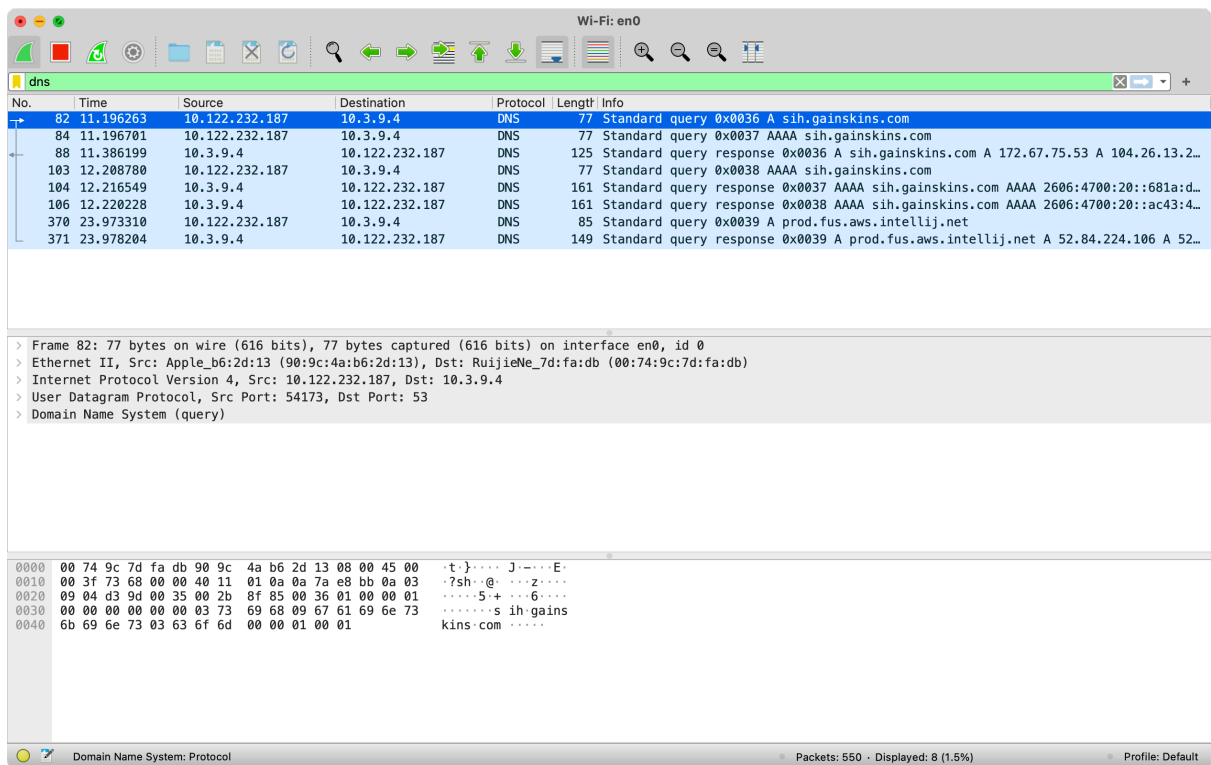 Wi-Fi: en0
dns
No. Time Source Destination Protocol Length Info
82 11.196263 10.122.232.187 10.3.9.4 DNS 77 Standard query 0x0036 A sih.gainskins.com
84 11.196701 10.122.232.187 10.3.9.4 DNS 77 Standard query 0x0037 AAAA sih.gainskins.com
88 11.386199 10.3.9.4 10.122.232.187 DNS 125 Standard query response 0x0036 A sih.gainskins.com A 172.67.75.53 A 104.26.13.2…
103 12.208780 10.122.232.187 10.3.9.4 DNS 77 Standard query 0x0038 AAAA sih.gainskins.com
104 12.216549 10.3.9.4 10.122.232.187 DNS 161 Standard query response 0x0037 AAAA sih.gainskins.com AAAA 2606:4700:20::681a:d…
106 12.220228 10.3.9.4 10.122.232.187 DNS 161 Standard query response 0x0038 AAAA sih.gainskins.com AAAA 2606:4700:20::ac43:4…
370 23.973310 10.122.232.187 10.3.9.4 DNS 85 Standard query 0x0039 A prod.fus.aws.intellij.net
371 23.978204 10.3.9.4 10.122.232.187 DNS 149 Standard query response 0x0039 A prod.fus.aws.intellij.net A 52.84.224.106 A 52…
> Frame 82: 77 bytes on wire (616 bits), 77 bytes captured (616 bits) on interface en0, id 0
> Ethernet II, Src: Apple_b6:2d:13 (90:9c:4a:b6:2d:13), Dst: RuijieNe_7d:fa:db (00:74:9c:7d:fa:db)
> Internet Protocol Version 4, Src: 10.122.232.187, Dst: 10.3.9.4
> User Datagram Protocol, Src Port: 54173, Dst Port: 53
> Domain Name System (query)
0000 00 74 9c 7d fa db 90 9c 4a b6 2d 13 08 00 45 00 ·t·}···· J·-···E·
0010 00 3f 73 68 00 00 40 11 01 0a 0a 7a e8 bb 0a 03 ·?sh··@· ···z····
0020 09 04 d3 9d 00 35 00 2b 8f 85 00 36 01 00 00 01 ·····5·+ ···6····
0030 00 00 00 00 00 00 03 73 69 68 09 67 61 69 6e 73 ·······s ih·gains
0040 6b 69 6e 73 03 63 6f 6d 00 00 01 00 01 kins·com ·····
Domain Name System: Protocol Packets: 550 · Displayed: 8 (1.5%) Profile: Default